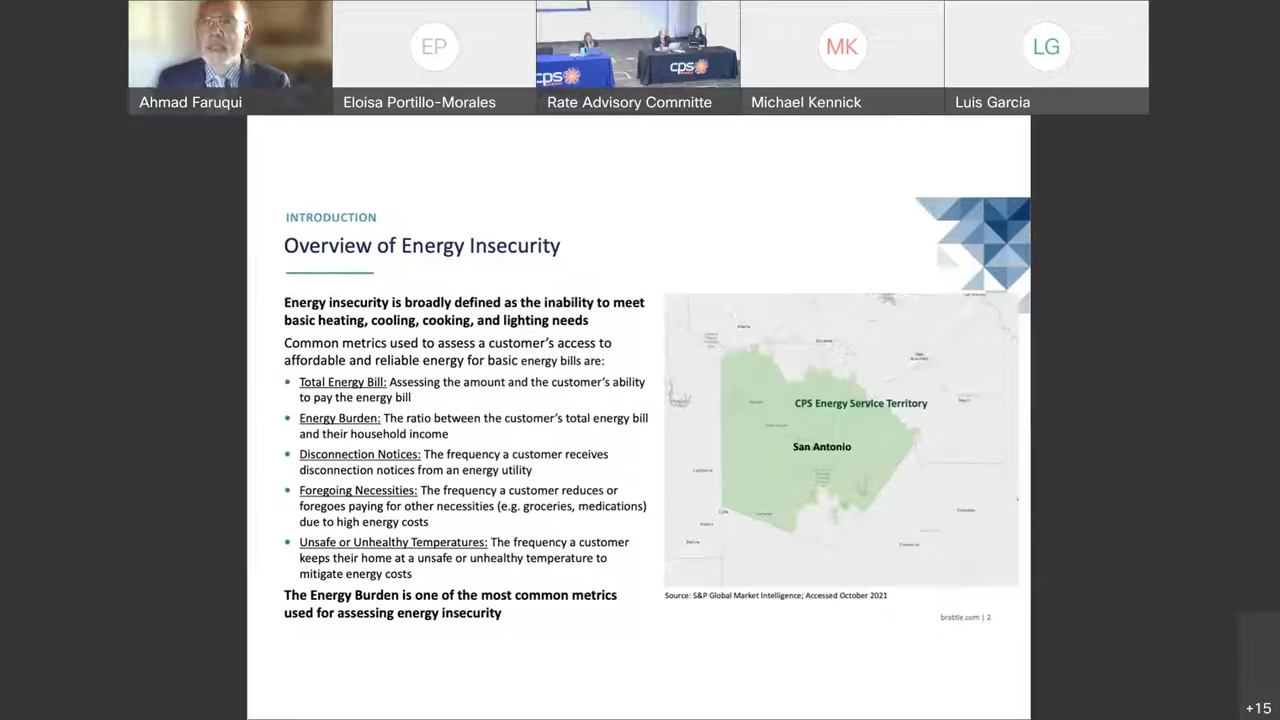 EP
MK
LG
cps
cps
Ahmad Faruqui
Eloisa Portillo-Morales
Rate Advisory Committe
Michael Kennick
Luis Garcia
INTRODUCTION
Overview of Energy Insecurity
Energy insecurity is broadly defined as the inability to meet
basic heating, cooling, cooking, and lighting needs
Common metrics used to assess a customer's access to
affordable and reliable energy for basic energy bills are:
• Total Energy Bill: Assessing the amount and the customer's ability
to pay the energy bill
• Energy Burden: The ratio between the customer's total energy bill
and their household income
• Disconnection Notices: The frequency a customer receives
disconnection notices from an energy utility
• Foregoing Necessities: The frequency a customer reduces or
foregoes paying for other necessities (e.g. groceries, medications)
due to high energy costs
• Unsafe or Unhealthy Temperatures: The frequency a customer
keeps their home at a unsafe or unhealthy temperature to
mitigate energy costs
The Energy Burden is one of the most common metrics
used for assessing energy insecurity
CPS Energy Service Territory
San Antonio
Source: S&P Global Market Intelligence; Accessed October 2021
brattle.com | 2
+15